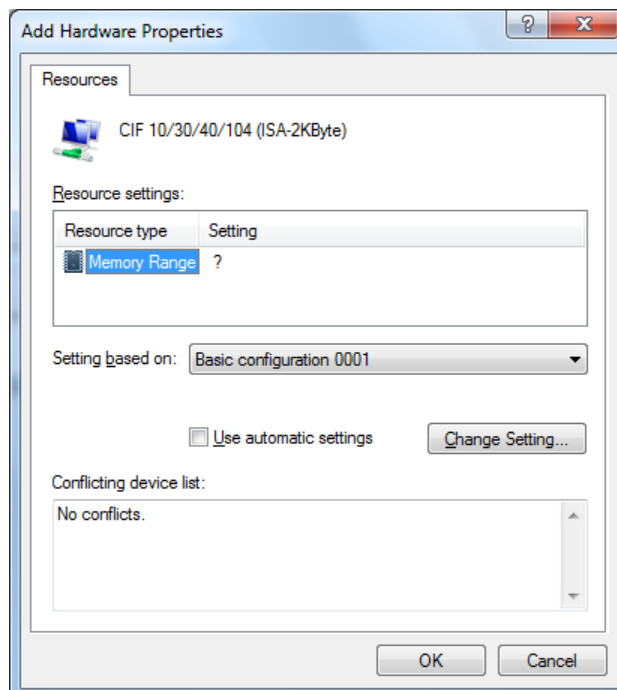 Add Hardware Properties
Resources
CIF 10/30/40/104 (ISA-2KByte)
Resource settings:
Resource type Setting
Memory Range ?
Setting based on: Basic configuration 0001
Use automatic settings Change Setting...
Conflicting device list:
No conflicts.
OK Cancel